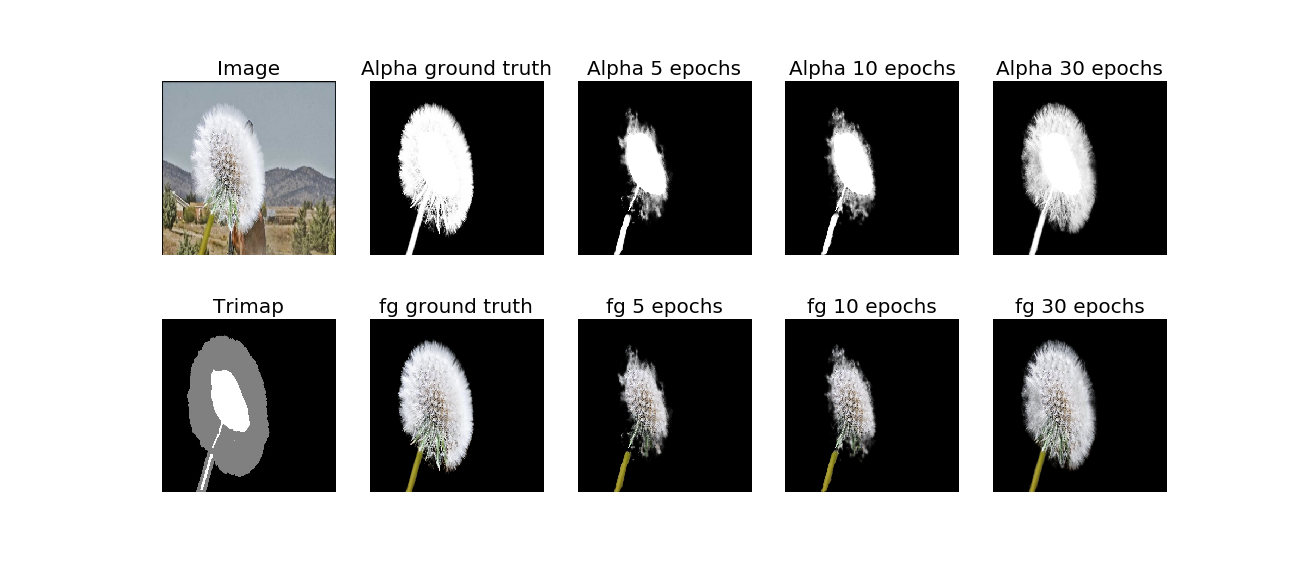 Image
Alpha ground truth
Alpha 5 epochs
Alpha 10 epochs
Alpha 30 epochs
Trimap
fg ground truth
fg 5 epochs
fg 10 epochs
fg 30 epochs